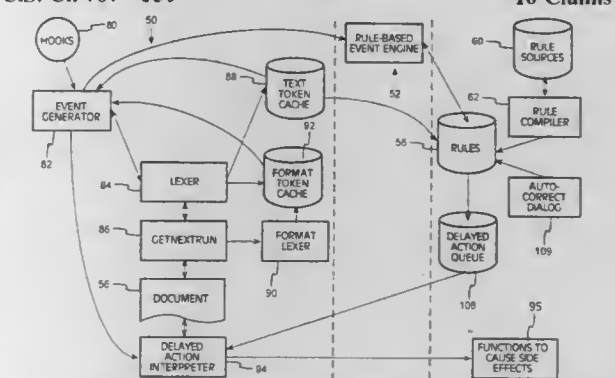 Claims
HOOKS
80
50
RULE-BASED
EVENT ENGINE
52
60
RULE
SOURCES
EVENT
GENERATOR
82
88
TEXT
TOKEN
CACHE
62
RULE
COMPILER
92
58
RULES
84
LEXER
FORMAT
TOKEN
CACHE
AUTO-
CORRECT
DIALOG
109
86
GETNEXTRUN
FORMAT
LEXER
90
DELAYED
ACTION
QUEUE
108
56
DOCUMENT
DELAYED
ACTION
INTERPRETER
94
95
FUNCTIONS TO
CAUSE SIDE
EFFECTS